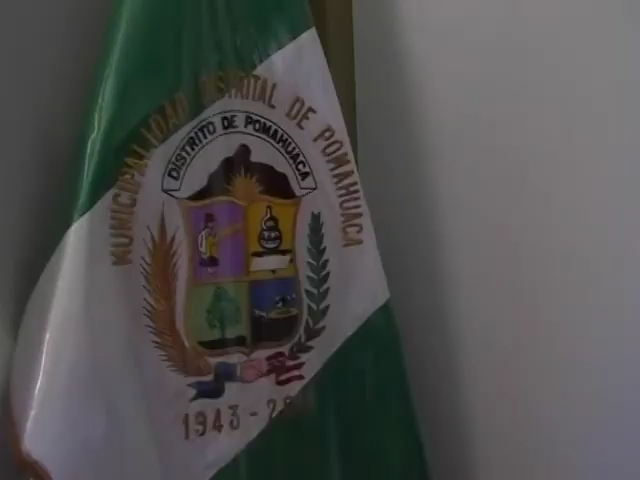 MUNICIPALIDAD DISTRITAL DE POMAHUACA
DISTRITO DE POMAHUACA
1943 -